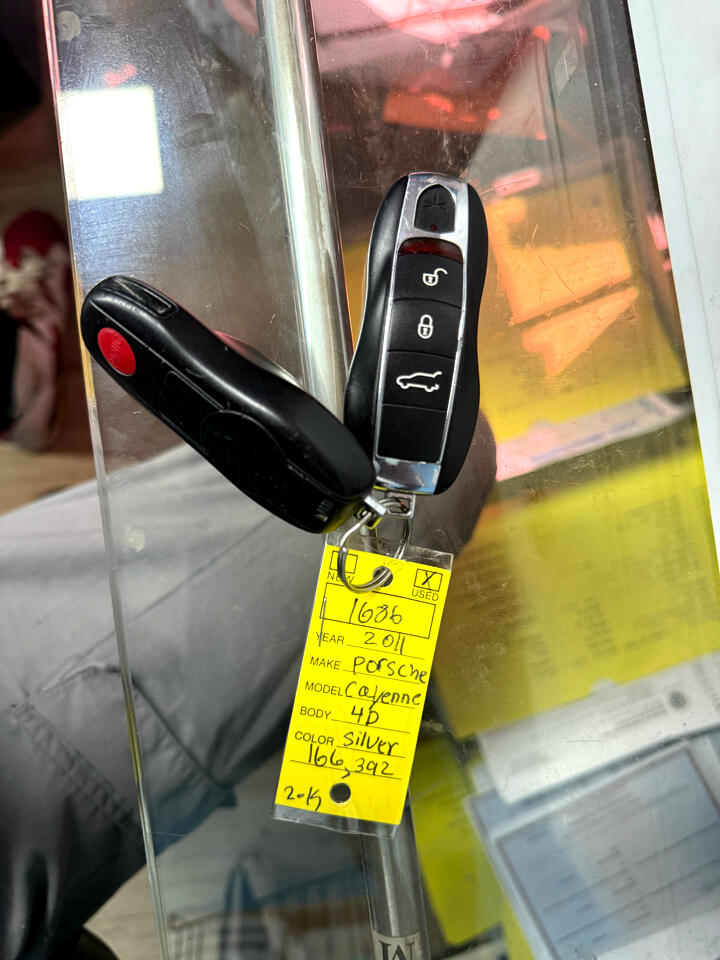 NEW X USED
1686
YEAR 2011
MAKE Porsche
MODEL Cayenne
BODY 4D
COLOR Silver
166,392
2-K